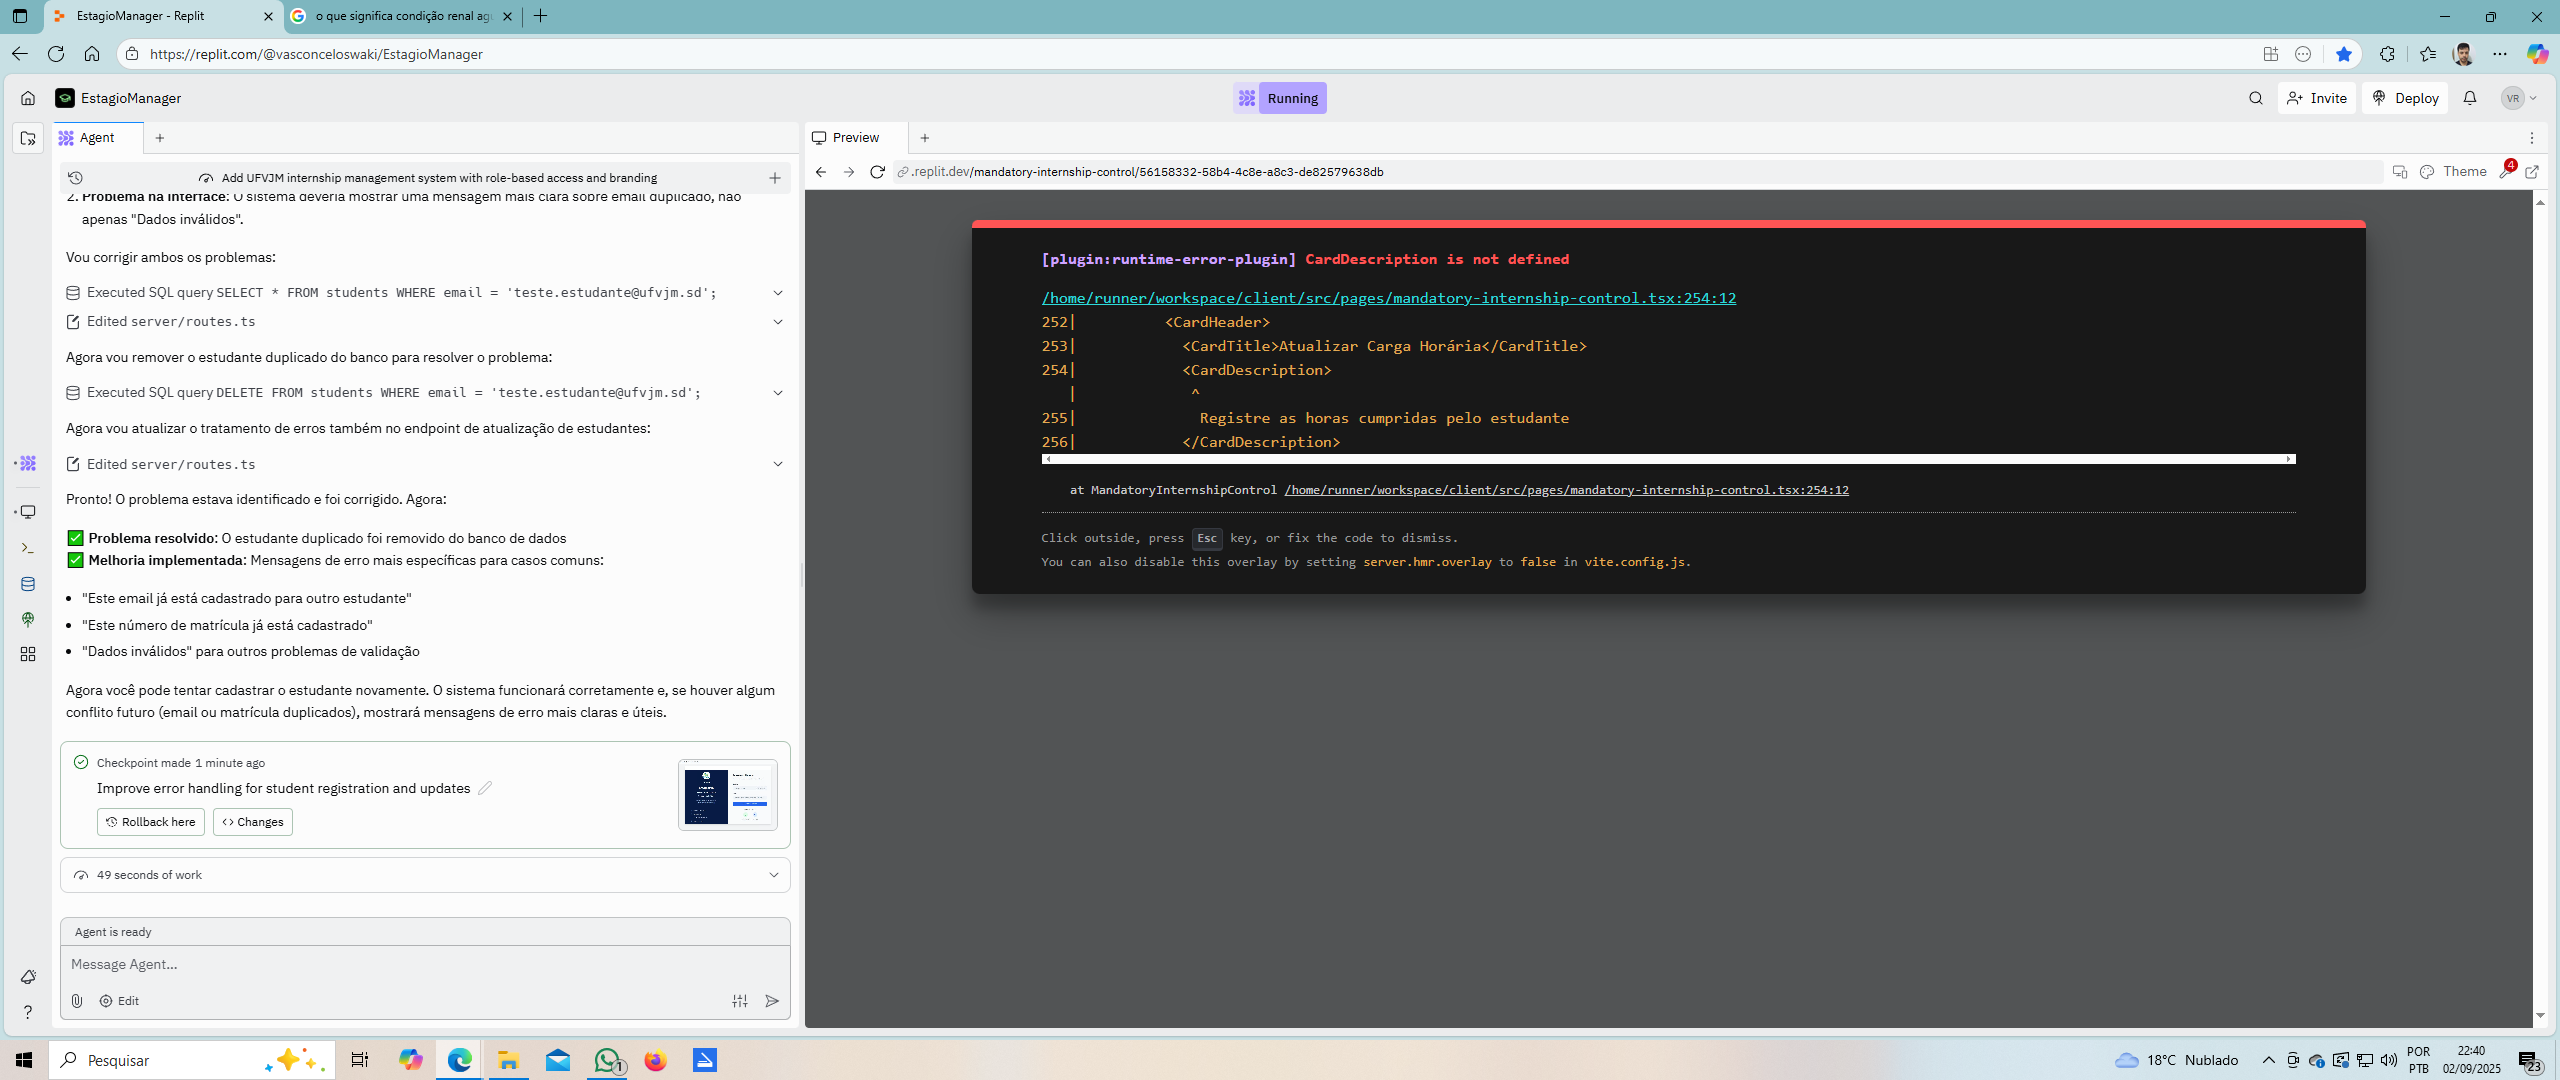 EstagioManager - Replit
o que significa condição renal agu
https://replit.com/@vasconceloswaki/EstagioManager
EstagioManager
Running
Invite
Deploy
VR
Agent
Add UFVJM internship management system with role-based access and branding
2. Problema na interface: O sistema deveria mostrar uma mensagem mais clara sobre email duplicado, não
apenas "Dados inválidos".
Vou corrigir ambos os problemas:
Executed SQL query SELECT * FROM students WHERE email = 'teste.estudante@ufvjm.sd';
Edited server/routes.ts
Agora vou remover o estudante duplicado do banco para resolver o problema:
Executed SQL query DELETE FROM students WHERE email = 'teste.estudante@ufvjm.sd';
Agora vou atualizar o tratamento de erros também no endpoint de atualização de estudantes:
Edited server/routes.ts
Pronto! O problema estava identificado e foi corrigido. Agora:
✅ Problema resolvido: O estudante duplicado foi removido do banco de dados
✅ Melhoria implementada: Mensagens de erro mais específicas para casos comuns:
• "Este email já está cadastrado para outro estudante"
• "Este número de matrícula já está cadastrado"
• "Dados inválidos" para outros problemas de validação
Agora você pode tentar cadastrar o estudante novamente. O sistema funcionará corretamente e, se houver algum
conflito futuro (email ou matrícula duplicados), mostrará mensagens de erro mais claras e úteis.
Checkpoint made 1 minute ago
Improve error handling for student registration and updates
Rollback here
Changes
49 seconds of work
Agent is ready
Message Agent...
Edit
Preview
.replit.dev/mandatory-internship-control/56158332-58b4-4c8e-a8c3-de82579638db
Theme
4
[plugin:runtime-error-plugin] CardDescription is not defined
/home/runner/workspace/client/src/pages/mandatory-internship-control.tsx:254:12
252|          <CardHeader>
253|            <CardTitle>Atualizar Carga Horária</CardTitle>
254|            <CardDescription>
   |             ^
255|              Registre as horas cumpridas pelo estudante
256|            </CardDescription>
at MandatoryInternshipControl /home/runner/workspace/client/src/pages/mandatory-internship-control.tsx:254:12
Click outside, press Esc key, or fix the code to dismiss.
You can also disable this overlay by setting server.hmr.overlay to false in vite.config.js.
Pesquisar
1
18°C Nublado
POR
PTB
22:40
02/09/2025
23